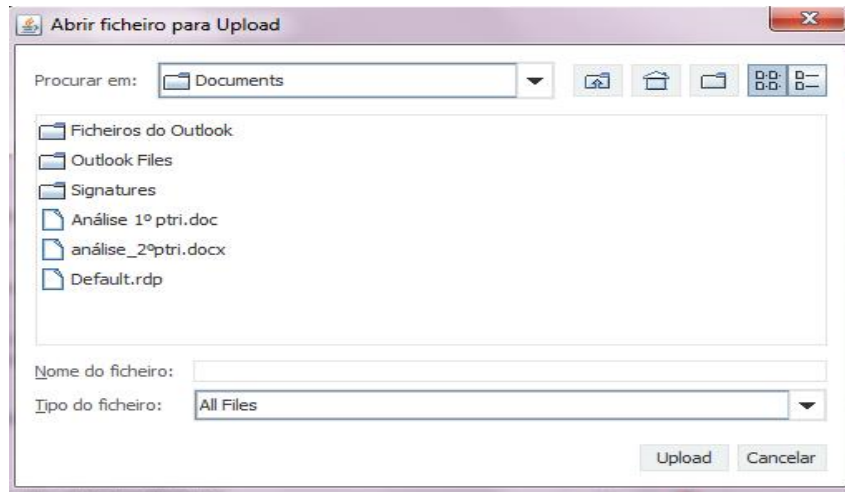 Abrir ficheiro para Upload
Procurar em: Documents
Ficheiros do Outlook
Outlook Files
Signatures
Análise 1º ptri.doc
análise_2ºptri.docx
Default.rdp
Nome do ficheiro:
Tipo do ficheiro: All Files
Upload Cancelar